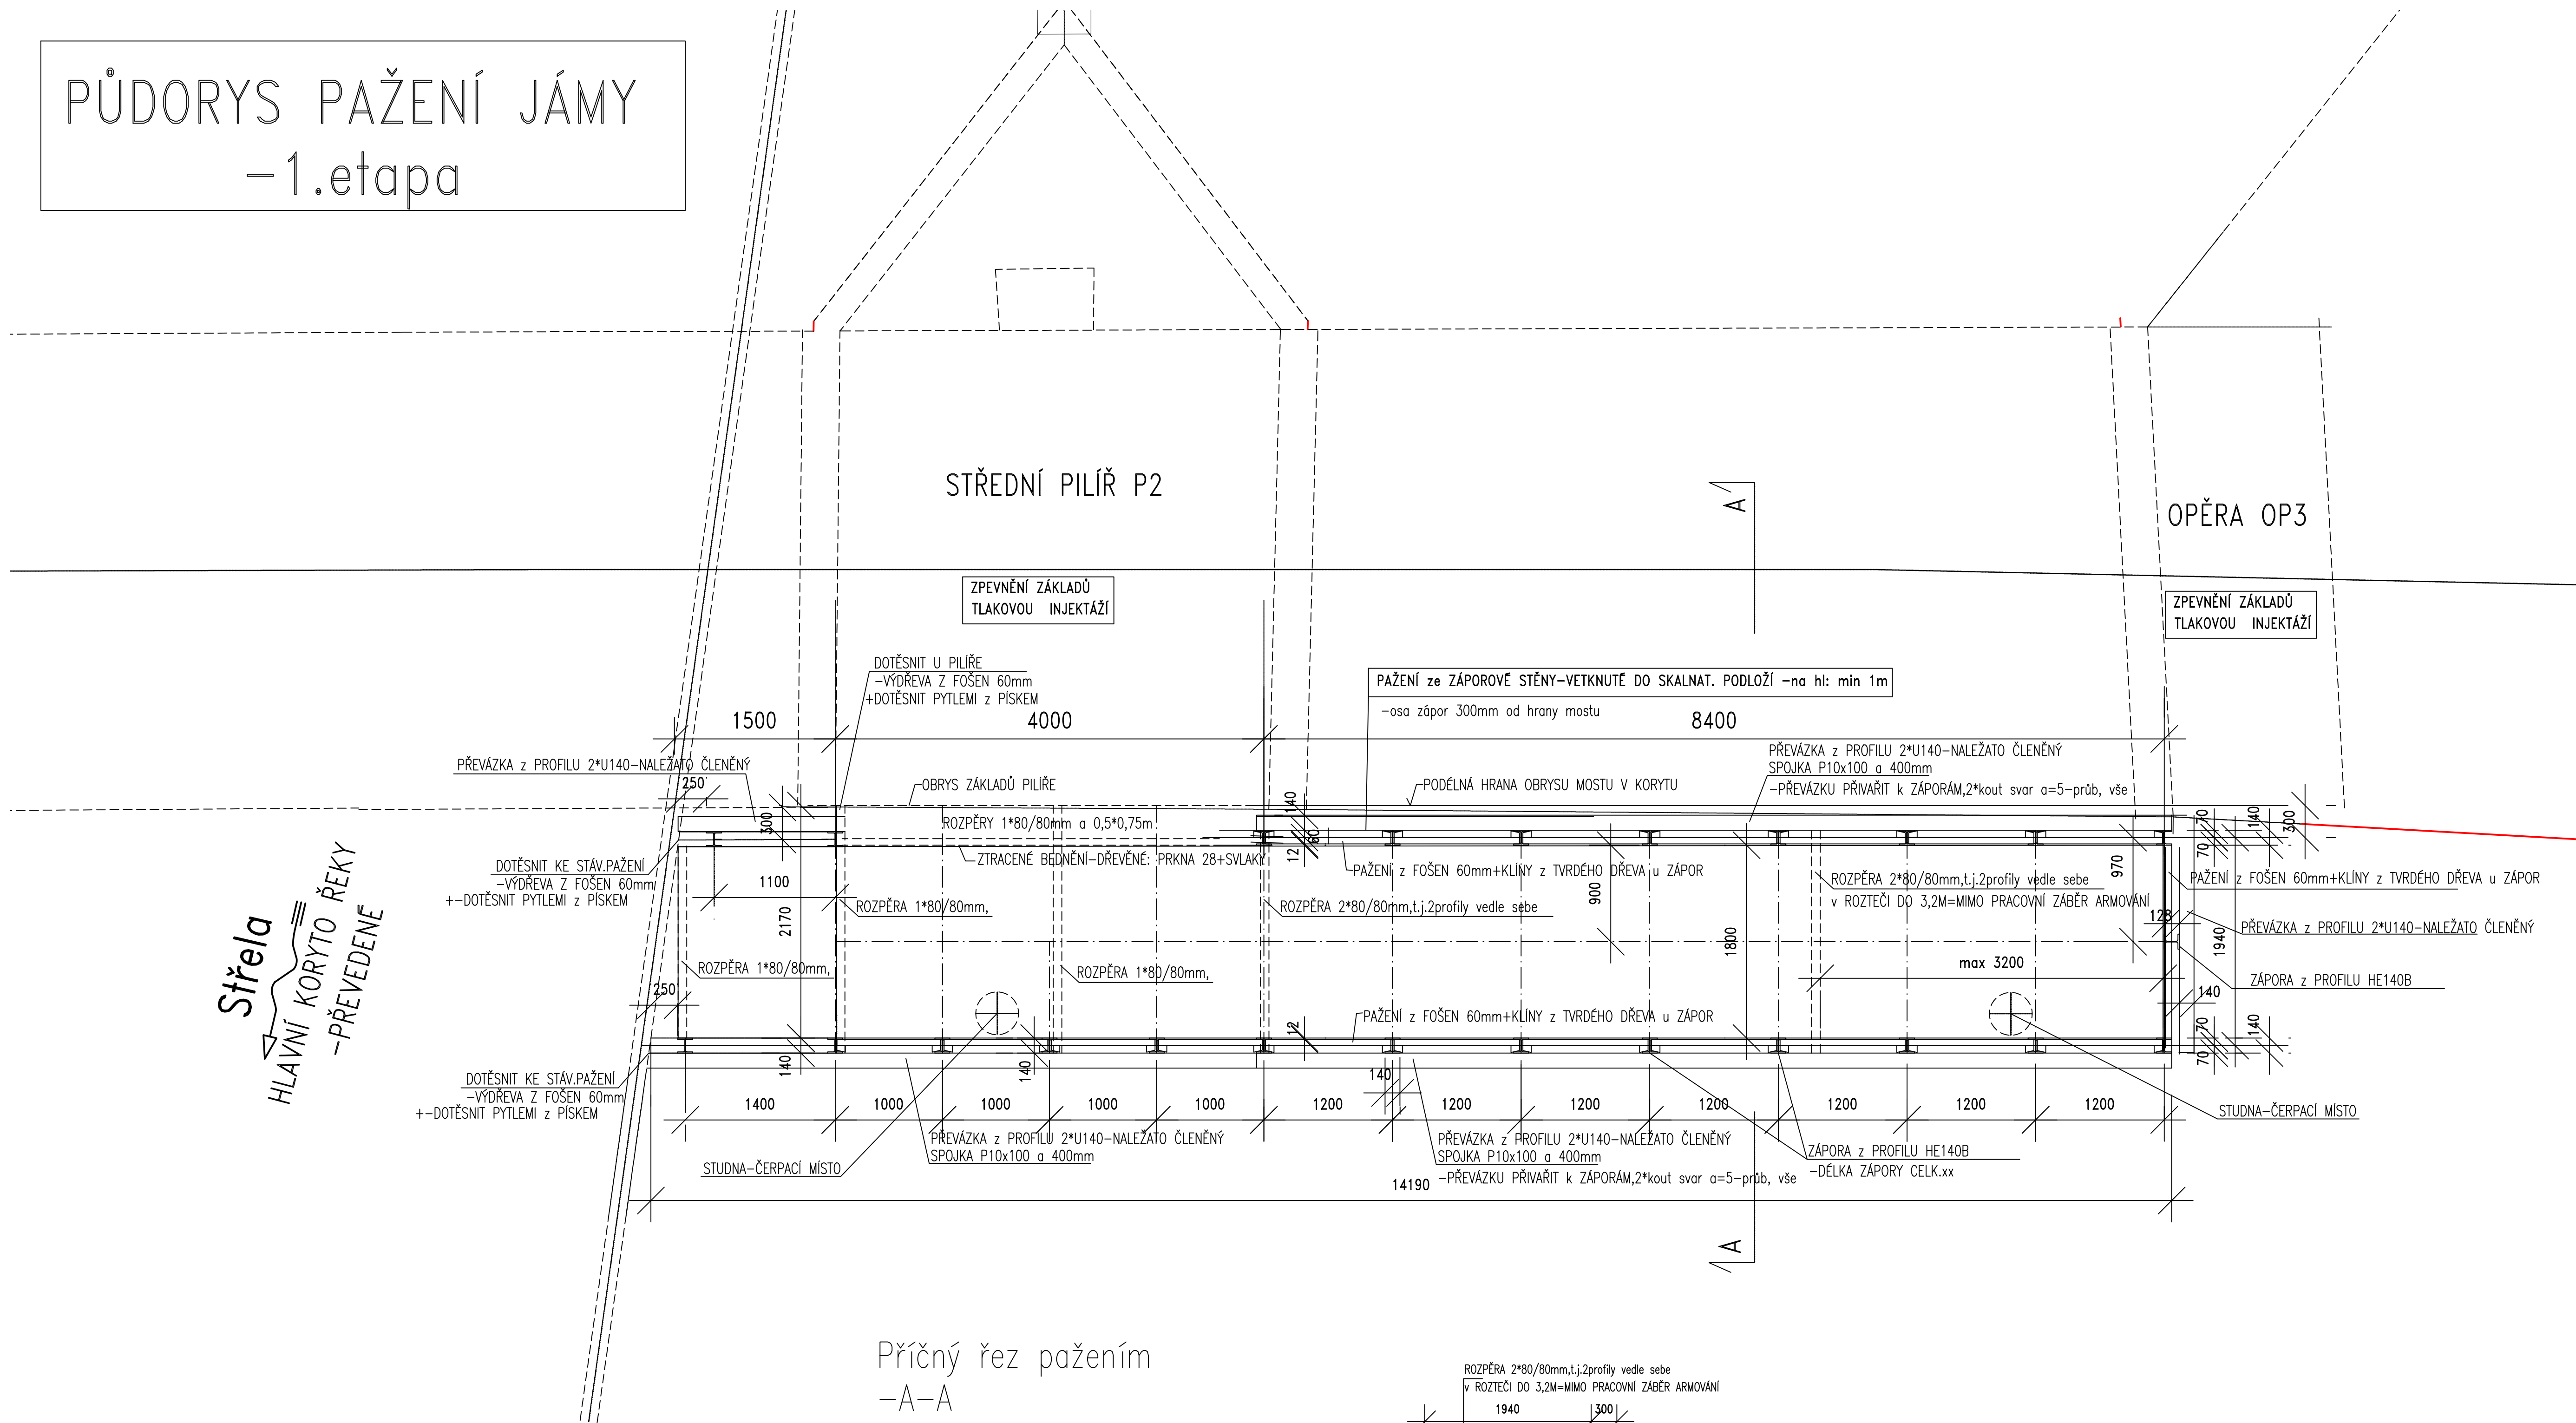 PŮDORYS PAŽENÍ JÁMY
-1.etapa
STŘEDNÍ PILÍŘ P2
A
OPĚRA OP3
ZPEVNĚNÍ ZÁKLADŮ
TLAKOVOU INJEKTÁŽÍ
ZPEVNĚNÍ ZÁKLADŮ
TLAKOVOU INJEKTÁŽÍ
DOTĚSNIT U PILÍŘE
-VÝDŘEVA Z FOŠEN 60mm
+DOTĚSNIT PYTLEMI z PÍSKEM
PAŽENÍ ze ZÁPOROVÉ STĚNY-VETKNUTÉ DO SKALNAT. PODLOŽÍ -na hl: min 1m
-osa zápor 300mm od hrany mostu
1500
4000
8400
PŘEVÁZKA z PROFILU 2*U140-NALEŽATO ČLENĚNÝ
250
PŘEVÁZKA z PROFILU 2*U140-NALEŽATO ČLENĚNÝ
SPOJKA P10x100 a 400mm
-PŘEVÁZKU PŘIVAŘIT k ZÁPORÁM,2*kout svar a=5-průb, vše
OBRYS ZÁKLADŮ PILÍŘE
PODÉLNÁ HRANA OBRYSU MOSTU V KORYTU
300
ROZPĚRY 1*80/80mm a 0,5*0,75m
140
60
12
70
70
140
300
ZTRACENÉ BEDNĚNÍ-DŘEVĚNÉ: PRKNA 28+SVLAKY
DOTĚSNIT KE STÁV.PAŽENÍ
-VÝDŘEVA Z FOŠEN 60mm
+-DOTĚSNIT PYTLEMI z PÍSKEM
1100
PAŽENÍ z FOŠEN 60mm+KLÍNY z TVRDÉHO DŘEVA u ZÁPOR
900
970
ROZPĚRA 2*80/80mm,t.j.2profily vedle sebe
v ROZTEČI DO 3,2M=MIMO PRACOVNÍ ZÁBĚR ARMOVÁNÍ
PAŽENÍ z FOŠEN 60mm+KLÍNY z TVRDÉHO DŘEVA u ZÁPOR
2170
ROZPĚRA 1*80/80mm,
ROZPĚRA 2*80/80mm,t.j.2profily vedle sebe
128
PŘEVÁZKA z PROFILU 2*U140-NALEŽATO ČLENĚNÝ
1800
1940
Střela
HLAVNÍ KORYTO ŘEKY
-PŘEVEDENÉ
ROZPĚRA 1*80/80mm,
ROZPĚRA 1*80/80mm,
max 3200
ZÁPORA z PROFILU HE140B
250
140
PAŽENÍ z FOŠEN 60mm+KLÍNY z TVRDÉHO DŘEVA u ZÁPOR
12
70
70
140
140
140
DOTĚSNIT KE STÁV.PAŽENÍ
-VÝDŘEVA Z FOŠEN 60mm
+-DOTĚSNIT PYTLEMI z PÍSKEM
140
1400
1000
1000
1000
1000
1200
1200
1200
1200
1200
1200
1200
STUDNA-ČERPACÍ MÍSTO
PŘEVÁZKA z PROFILU 2*U140-NALEŽATO ČLENĚNÝ
SPOJKA P10x100 a 400mm
PŘEVÁZKA z PROFILU 2*U140-NALEŽATO ČLENĚNÝ
SPOJKA P10x100 a 400mm
-PŘEVÁZKU PŘIVAŘIT k ZÁPORÁM,2*kout svar a=5-průb, vše
ZÁPORA z PROFILU HE140B
-DÉLKA ZÁPORY CELK.xx
STUDNA-ČERPACÍ MÍSTO
14190
A
Příčný řez pažením
-A-A
ROZPĚRA 2*80/80mm,t.j.2profily vedle sebe
v ROZTEČI DO 3,2M=MIMO PRACOVNÍ ZÁBĚR ARMOVÁNÍ
1940
300